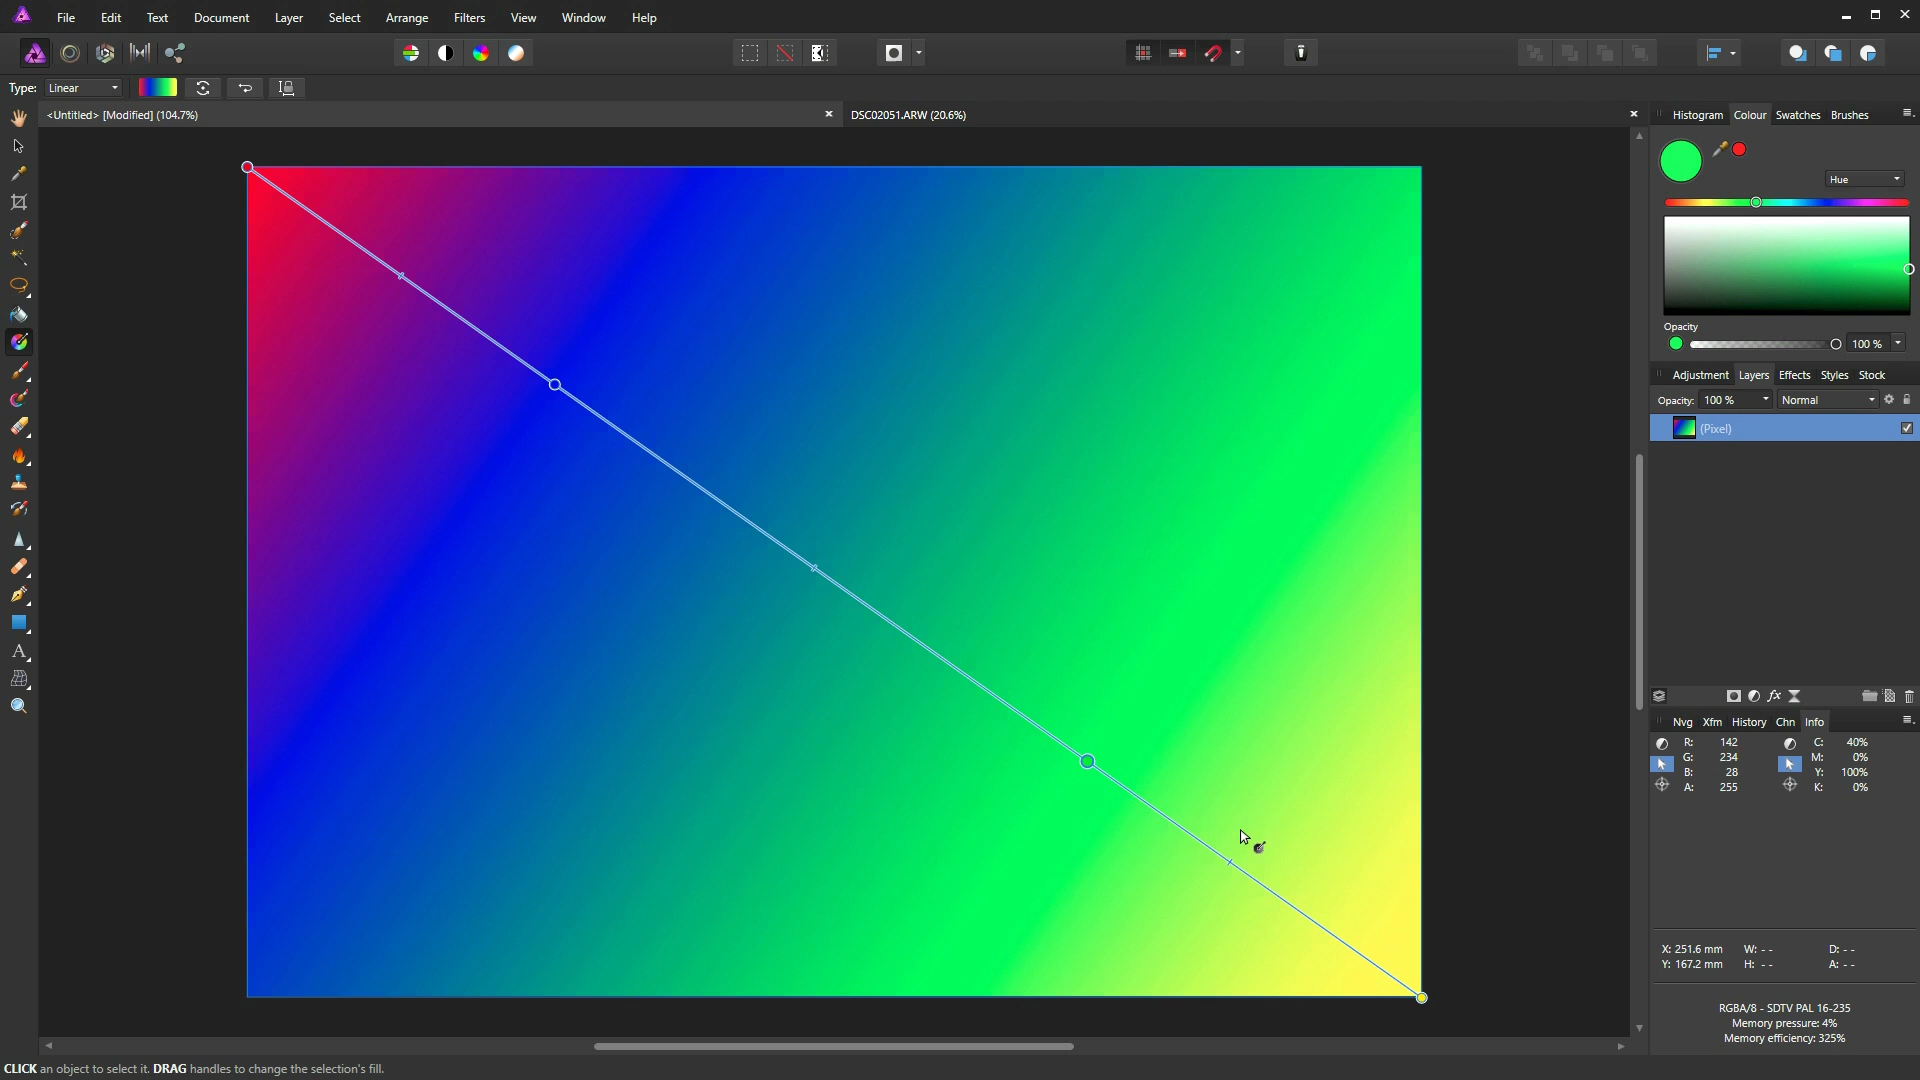 File Edit Text Document Layer Select Arrange Filters View Window Help
Type: Linear
<Untitled> [Modified] (104.7%)
DSC02051.ARW (20.6%)
Histogram Colour Swatches Brushes
Hue
Opacity
100 %
Adjustment Layers Effects Styles Stock
Opacity: 100 % Normal
(Pixel)
fx
A
Nvg Xfm History Chn Info
R: 142 C: 40%
G: 234 M: 0%
B: 28 Y: 100%
A: 255 K: 0%
X: 251.6 mm W: - - D: - -
Y: 167.2 mm H: - - A: - -
RGBA/8 - SDTV PAL 16-235
Memory pressure: 4%
Memory efficiency: 325%
CLICK an object to select it. DRAG handles to change the selection's fill.